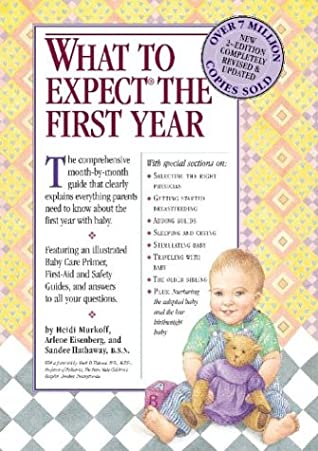 WHAT TO
EXPECT® THE
FIRST YEAR
OVER 7 MILLION
COPIES SOLD
NEW
2ND EDITION
COMPLETELY
REVISED &
UPDATED
The comprehensive
month-by-month
guide that clearly
explains everything parents
need to know about the
first year with baby.
Featuring an illustrated
Baby Care Primer,
First-Aid and Safety
Guides, and answers
to all your questions.
by Heidi Murkoff,
Arlene Eisenberg, and
Sandee Hathaway, B.S.N.
With special sections on:
• SELECTING THE RIGHT
PHYSICIAN
• GETTING STARTED
BREASTFEEDING
• ADDING SOLIDS
• SLEEPING AND CRYING
• STIMULATING BABY
• TRAVELING WITH
BABY
• THE OLDER SIBLING
• PLUS: Nurturing
the adopted baby
and the low
birthweight
baby
A
B